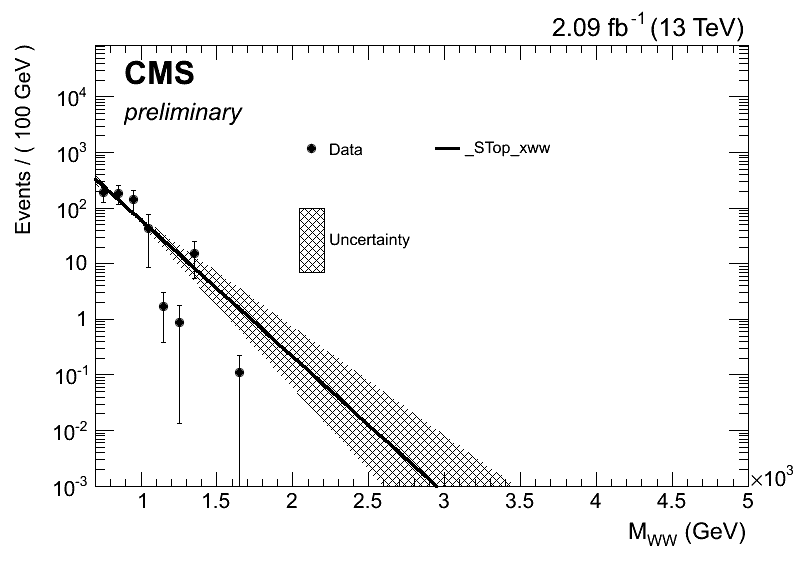 2.09 fb⁻¹ (13 TeV)
CMS
preliminary
Events / ( 100 GeV )
Data
_STop_xww
Uncertainty
10⁴
10³
10²
10
1
10⁻¹
10⁻²
10⁻³
1 1.5 2 2.5 3 3.5 4 4.5 5
×10³
M_WW (GeV)